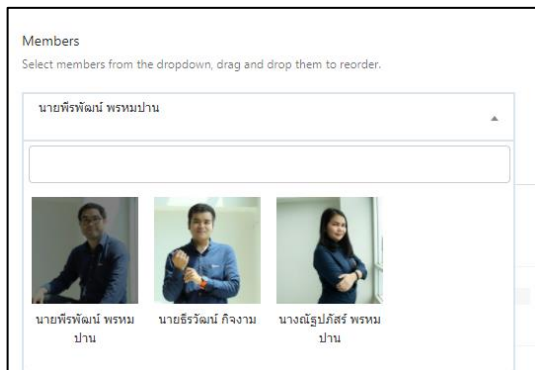 Members
Select members from the dropdown, drag and drop them to reorder.
นายพีรพัฒน์ พรหมปาน
นายพีรพัฒน์ พรหม
ปาน
นายธีรวัฒน์ กิจงาม
นางณัฐปภัสร์ พรหม
ปาน